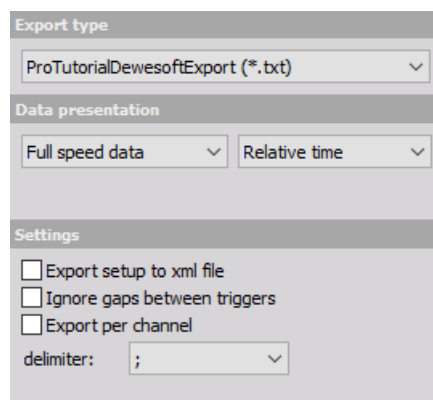 Export type
ProTutorialDewesoftExport (*.txt)
Data presentation
Full speed data Relative time
Settings
Export setup to xml file
Ignore gaps between triggers
Export per channel
delimiter: ;